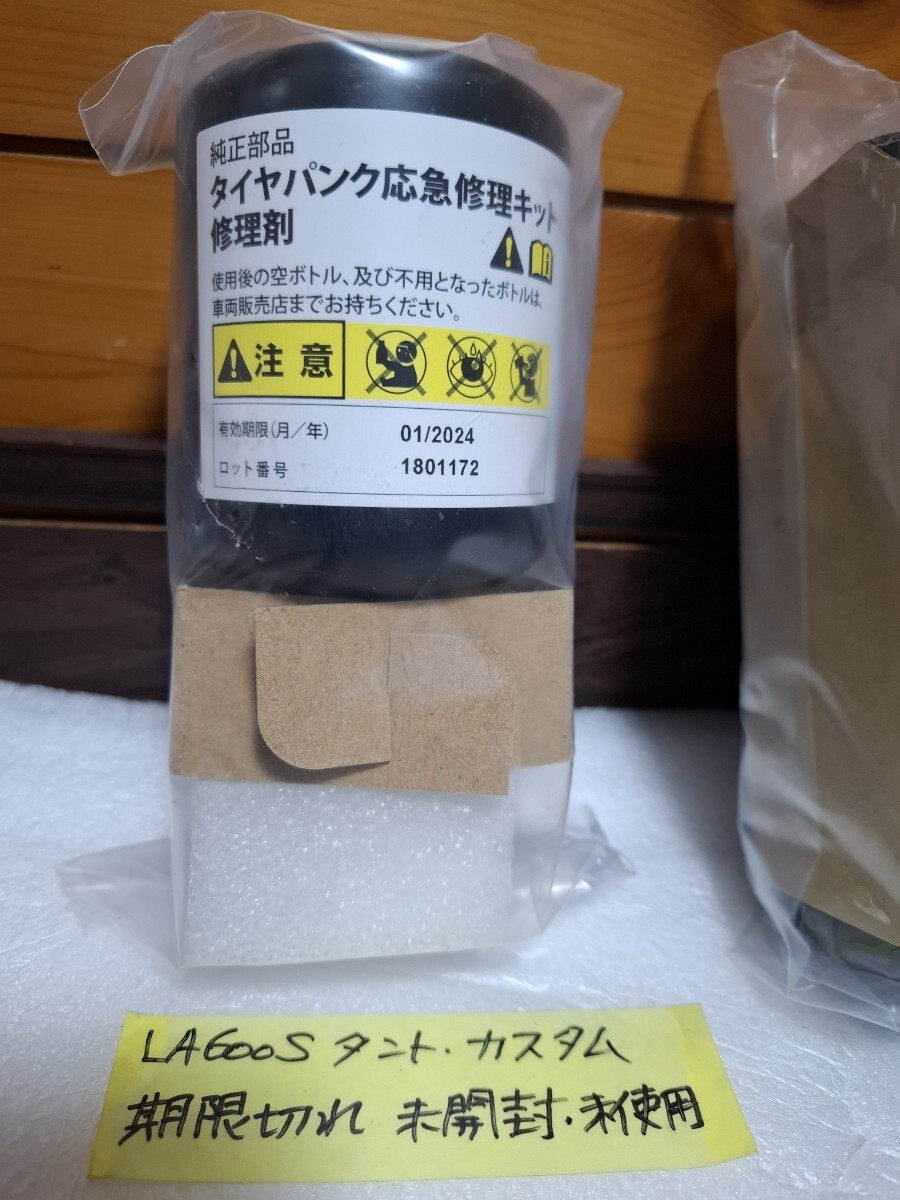 純正部品
タイヤパンク応急修理キット
修理剤
使用後の空ボトル、及び不用となったボトルは、
車両販売店までお持ちください。
注意
有効期限(月／年) 01/2024
ロット番号 1801172
LA600S タント・カスタム
期限切れ 未開封・未使用